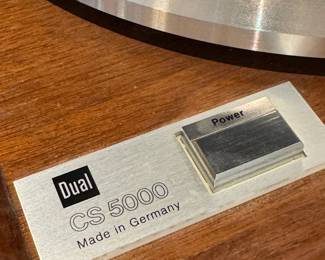 Power
Dual
CS 5000
Made in Germany